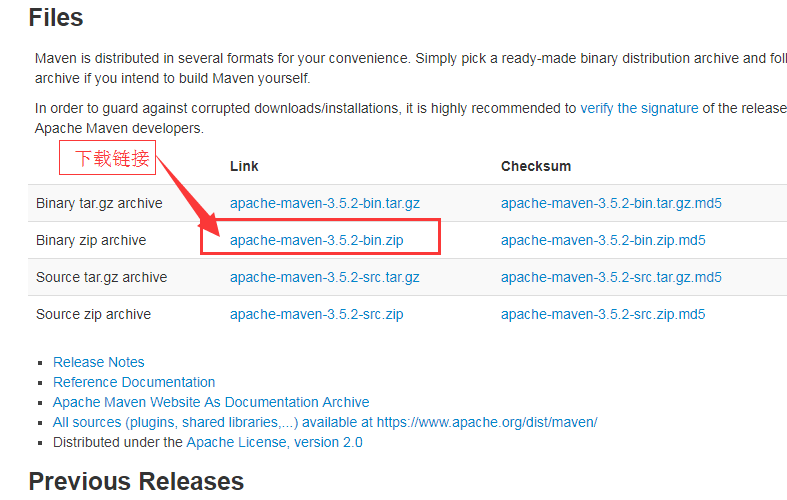 Files
Maven is distributed in several formats for your convenience. Simply pick a ready-made binary distribution archive and foll
archive if you intend to build Maven yourself.
In order to guard against corrupted downloads/installations, it is highly recommended to verify the signature of the release
Apache Maven developers.
下载链接
Link Checksum
Binary tar.gz archive apache-maven-3.5.2-bin.tar.gz apache-maven-3.5.2-bin.tar.gz.md5
Binary zip archive apache-maven-3.5.2-bin.zip apache-maven-3.5.2-bin.zip.md5
Source tar.gz archive apache-maven-3.5.2-src.tar.gz apache-maven-3.5.2-src.tar.gz.md5
Source zip archive apache-maven-3.5.2-src.zip apache-maven-3.5.2-src.zip.md5
Release Notes
Reference Documentation
Apache Maven Website As Documentation Archive
All sources (plugins, shared libraries,...) available at https://www.apache.org/dist/maven/
Distributed under the Apache License, version 2.0
Previous Releases